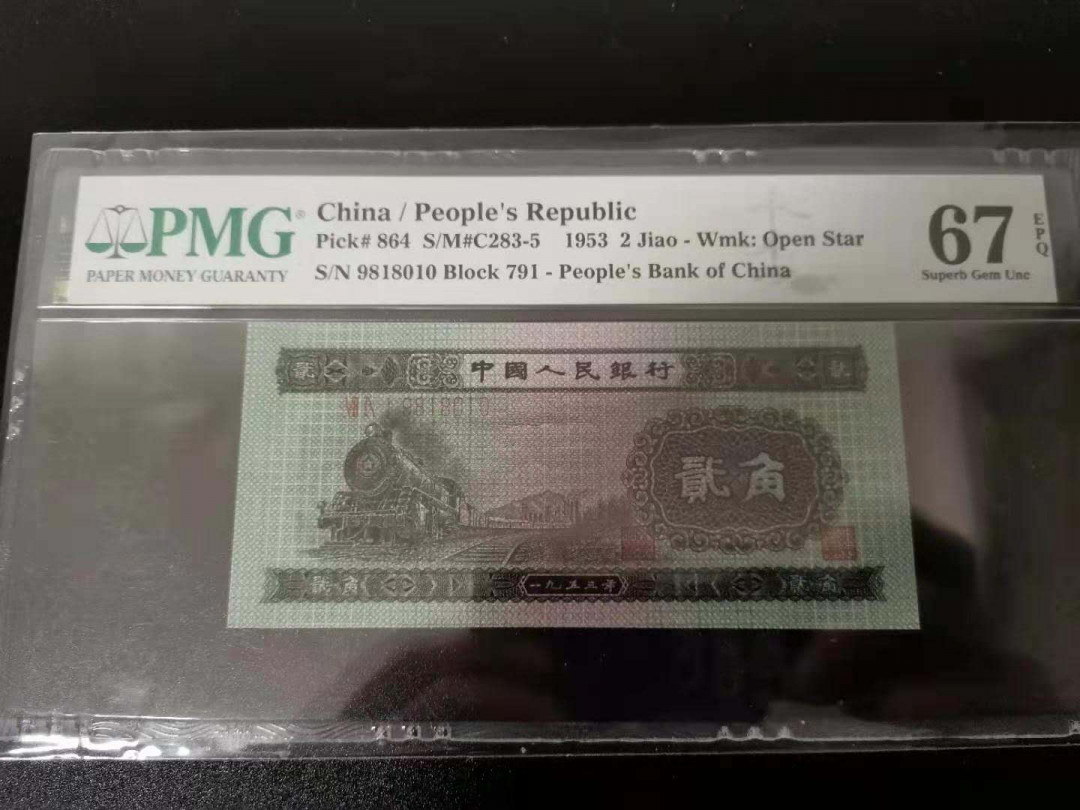 PMG®
PAPER MONEY GUARANTY
China / People's Republic
Pick# 864 S/M#C283-5 1953 2 Jiao - Wmk: Open Star
S/N 9818010 Block 791 - People's Bank of China
67
EPQ
Superb Gem Unc
貳 中國人民銀行
貳角
貳角 一九五三年 貳角